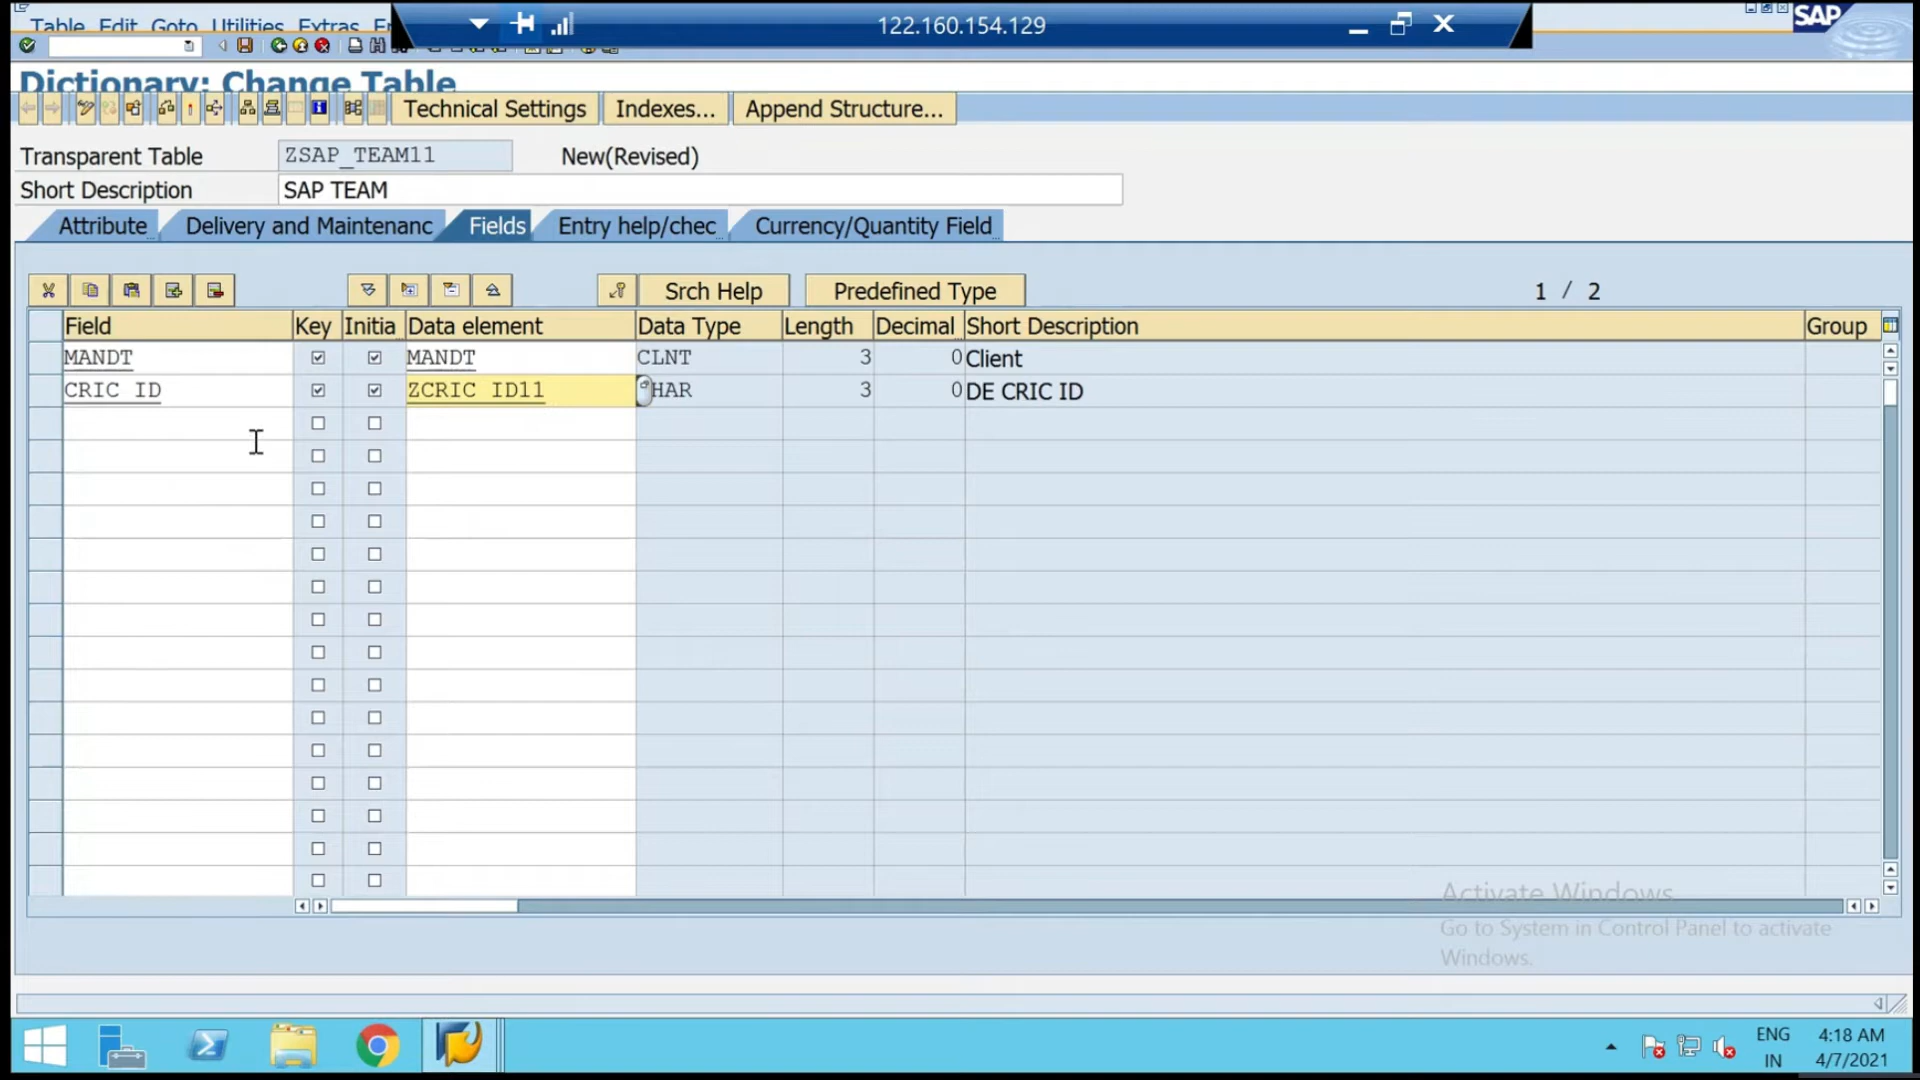 Table Edit Goto Utilities Extras
122.160.154.129
SAP
Dictionary: Change Table
Technical Settings Indexes... Append Structure...
Transparent Table ZSAP_TEAM11 New(Revised)
Short Description SAP TEAM
Attribute Delivery and Maintenanc Fields Entry help/chec Currency/Quantity Field
Srch Help Predefined Type 1 / 2
Field Key Initia Data element Data Type Length Decimal Short Description Group
MANDT MANDT CLNT 3 0 Client
CRIC ID ZCRIC ID11 HAR 3 0 DE CRIC ID
Activate Windows
Go to System in Control Panel to activate
Windows.
ENG 4:18 AM
IN 4/7/2021